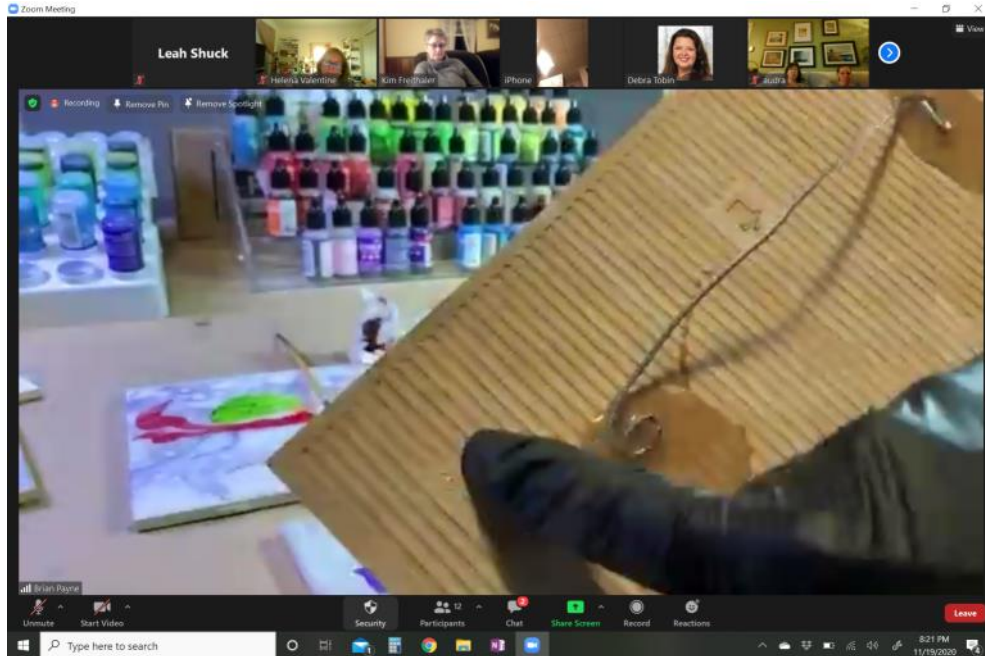 Zoom Meeting
View
Leah Shuck
Helena Valentine
Kim Fredhaler
iPhone
Debra Tobin
audra
Recording
Remove Pin
Remove Spotlight
Brian Payne
Unmute
Start Video
Security
12
Participants
2
Chat
Share Screen
Record
Reactions
Leave
Type here to search
8:21 PM
11/19/2020